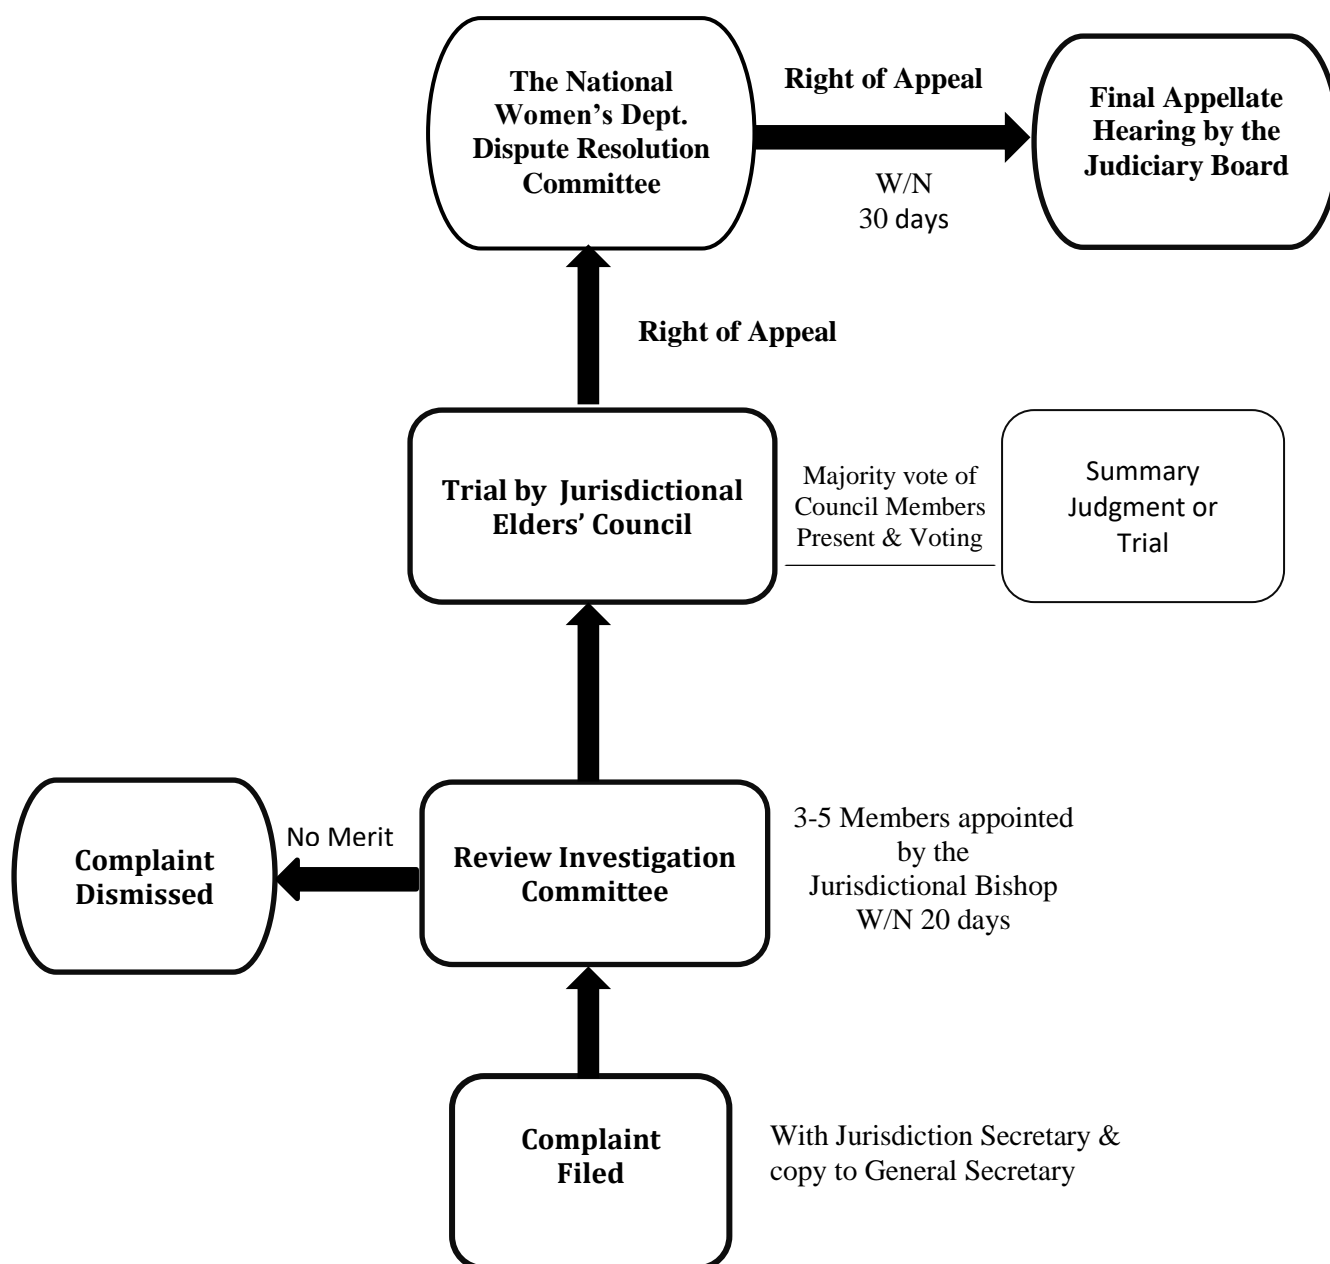 The National
Women’s Dept.
Dispute Resolution
Committee
Right of Appeal
W/N
30 days
Final Appellate
Hearing by the
Judiciary Board
Right of Appeal
Trial by Jurisdictional
Elders’ Council
Majority vote of
Council Members
Present & Voting
Summary
Judgment or
Trial
Complaint
Dismissed
No Merit
Review Investigation
Committee
3-5 Members appointed
by the
Jurisdictional Bishop
W/N 20 days
Complaint
Filed
With Jurisdiction Secretary &
copy to General Secretary